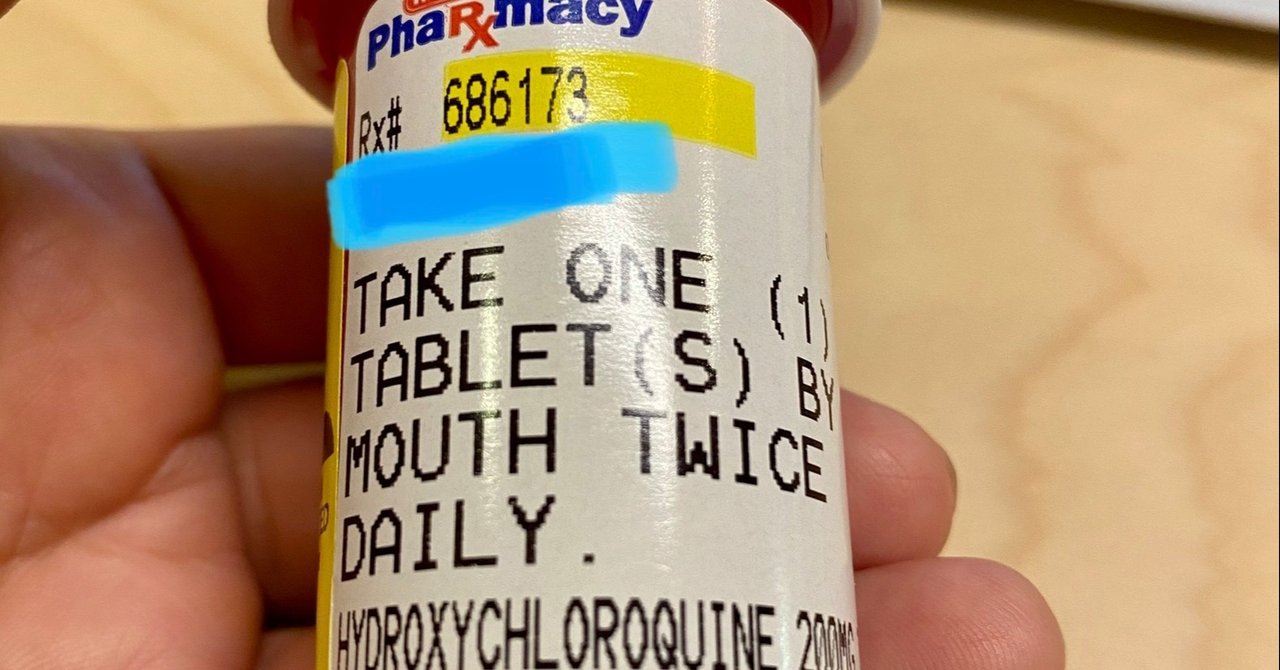 PhaRxmacy
Rx# 686173
TAKE ONE (1)
TABLET(S) BY
MOUTH TWICE
DAILY.
HYDROXYCHLOROQUINE 200MG